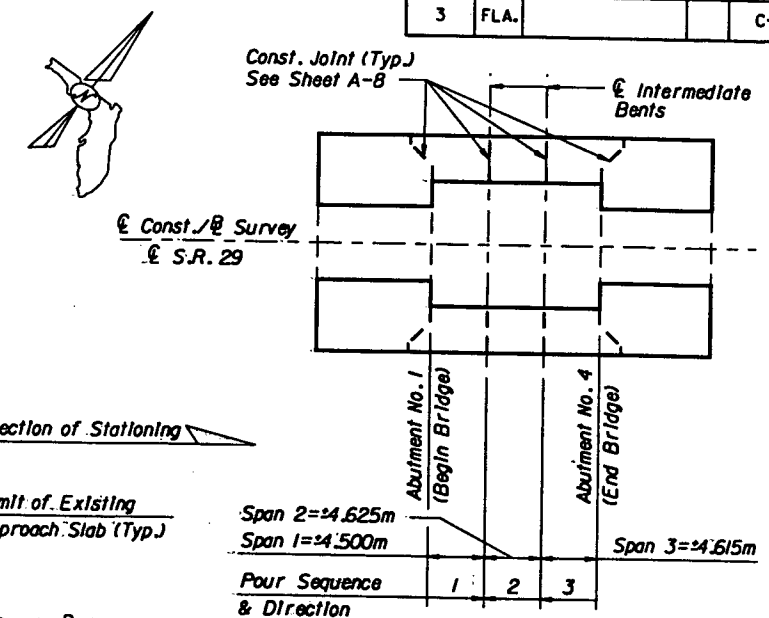 3 FLA. C-
Const. Joint (Typ.)
See Sheet A-8
℄ Intermediate
Bents
℄ Const./ Survey
℄ S.R. 29
Abutment No. 1
(Begin Bridge)
Abutment No. 4
(End Bridge)
ection of Stationing
mit of Existing
proach Slab (Typ.)
Span 2=±4.625m
Span 1=±4.500m
Span 3=±4.615m
Pour Sequence
& Direction
1 2 3